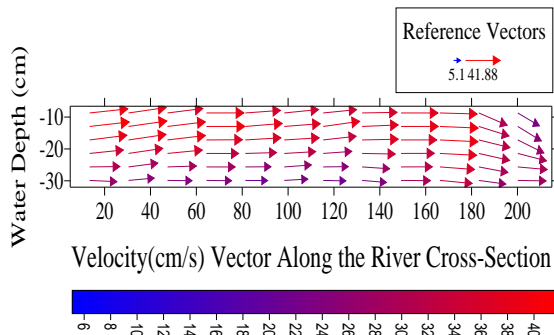 Reference Vectors
5.1 41.88
Water Depth (cm)
-10
-20
-30
20 40 60 80 100 120 140 160 180 200
Velocity(cm/s) Vector Along the River Cross-Section
6 8 10 12 14 16 18 20 22 24 26 28 30 32 34 36 38 40